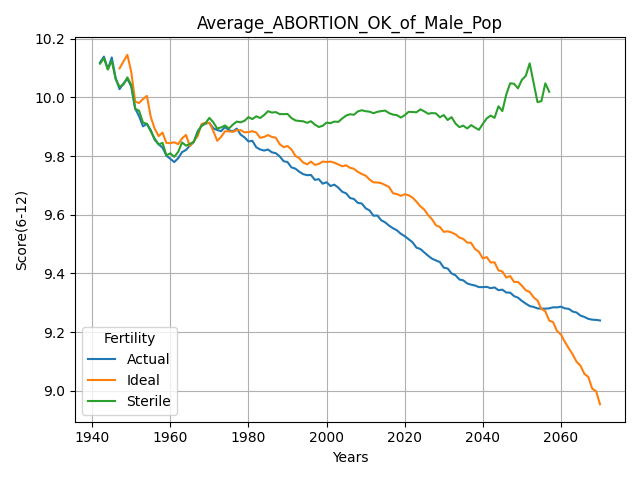 Average_ABORTION_OK_of_Male_Pop
10.2
10.0
9.8
9.6
9.4
9.2
9.0
Score(6-12)
Fertility
Actual
Ideal
Sterile
1940 1960 1980 2000 2020 2040 2060
Years